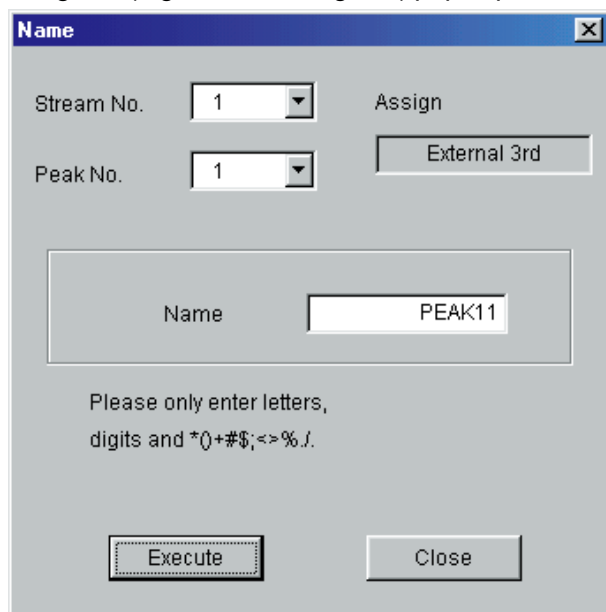 Name
Stream No. 1 Assign
External 3rd
Peak No. 1
Name PEAK11
Please only enter letters,
digits and *()+#$;<>%./.
Execute Close